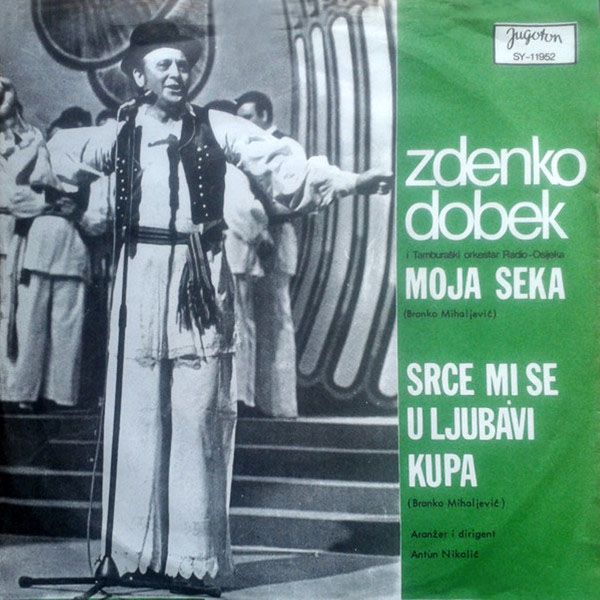 Jugoton
SY-11952
zdenko
dobek
i Tamburaški orkestar Radio-Osijeka
MOJA SEKA
(Branko Mihaljević)
SRCE MI SE
U LJUBAVI
KUPA
(Branko Mihaljević)
Aranžer i dirigent
Antun Nikolić